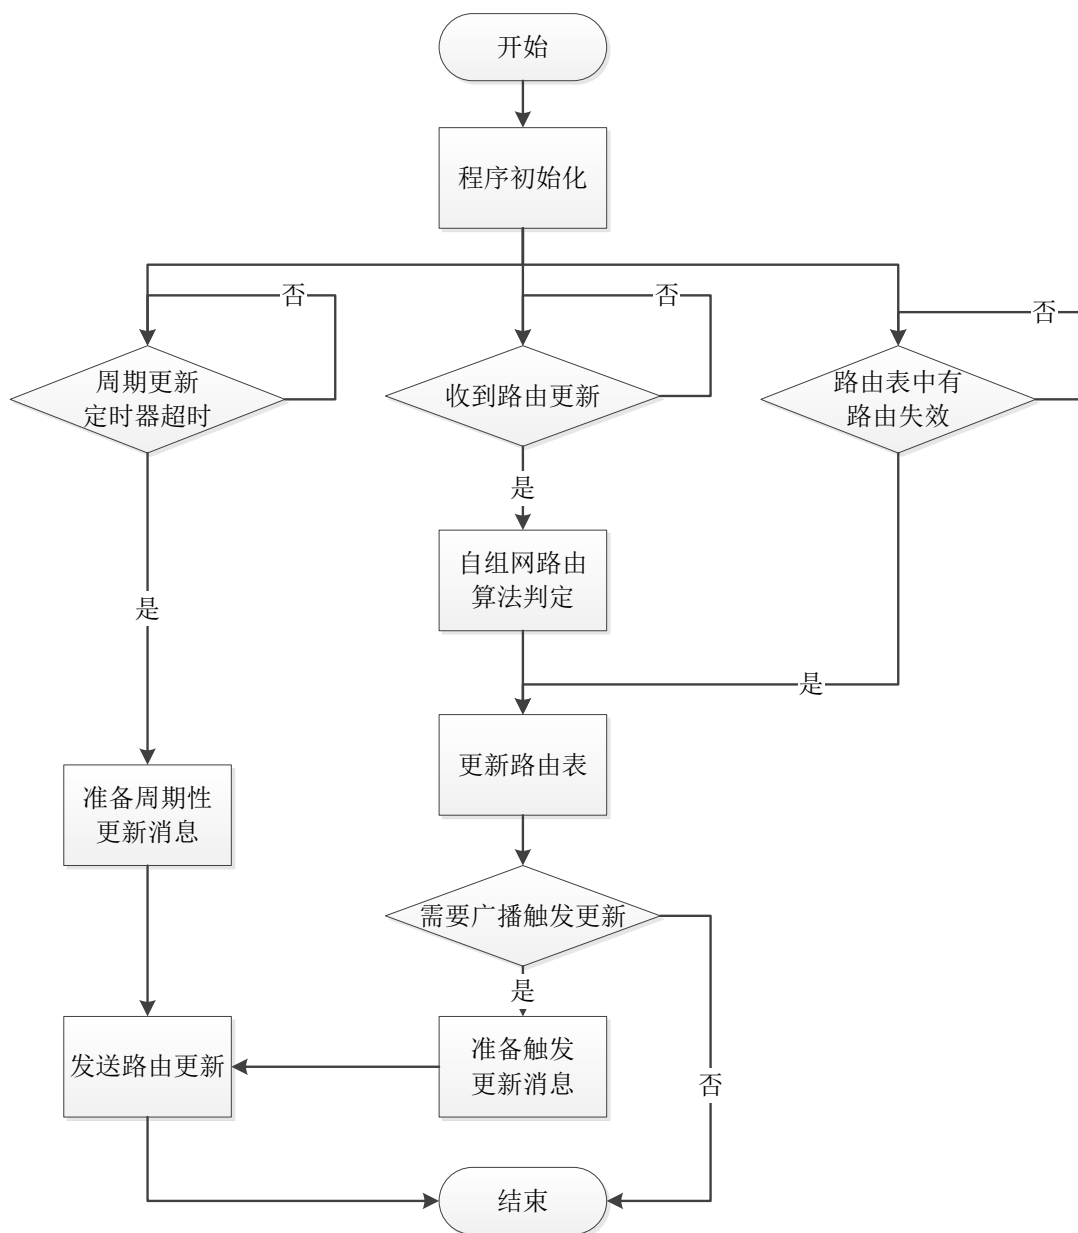 开始
程序初始化
否
否
否
周期更新
定时器超时
收到路由更新
路由表中有
路由失效
是
自组网路由
算法判定
是
是
更新路由表
准备周期性
更新消息
需要广播触发更新
是
发送路由更新
准备触发
更新消息
否
结束